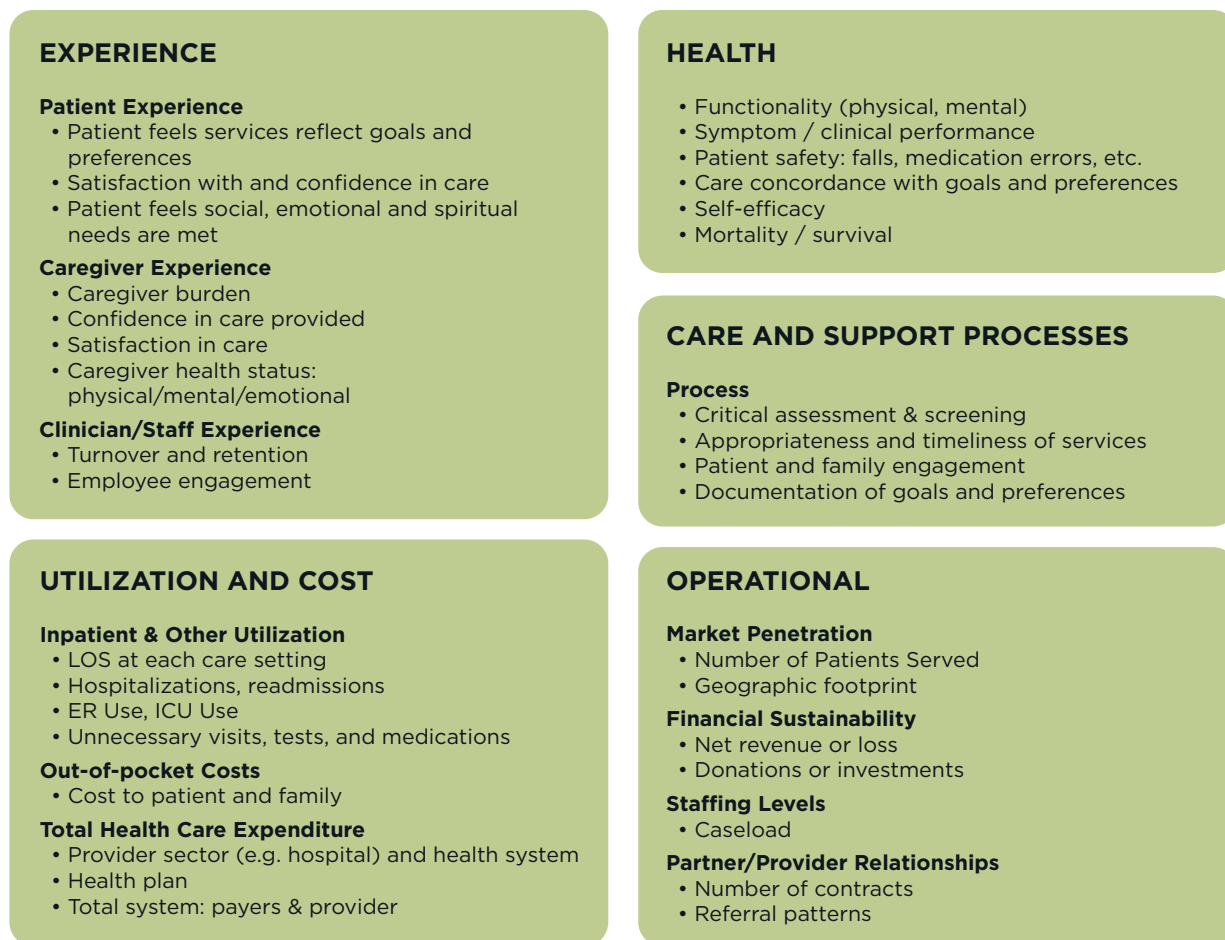 EXPERIENCE
Patient Experience
• Patient feels services reflect goals and
preferences
• Satisfaction with and confidence in care
• Patient feels social, emotional and spiritual
needs are met
Caregiver Experience
• Caregiver burden
• Confidence in care provided
• Satisfaction in care
• Caregiver health status:
physical/mental/emotional
Clinician/Staff Experience
• Turnover and retention
• Employee engagement
HEALTH
• Functionality (physical, mental)
• Symptom / clinical performance
• Patient safety: falls, medication errors, etc.
• Care concordance with goals and preferences
• Self-efficacy
• Mortality / survival
CARE AND SUPPORT PROCESSES
Process
• Critical assessment & screening
• Appropriateness and timeliness of services
• Patient and family engagement
• Documentation of goals and preferences
UTILIZATION AND COST
Inpatient & Other Utilization
• LOS at each care setting
• Hospitalizations, readmissions
• ER Use, ICU Use
• Unnecessary visits, tests, and medications
Out-of-pocket Costs
• Cost to patient and family
Total Health Care Expenditure
• Provider sector (e.g. hospital) and health system
• Health plan
• Total system: payers & provider
OPERATIONAL
Market Penetration
• Number of Patients Served
• Geographic footprint
Financial Sustainability
• Net revenue or loss
• Donations or investments
Staffing Levels
• Caseload
Partner/Provider Relationships
• Number of contracts
• Referral patterns